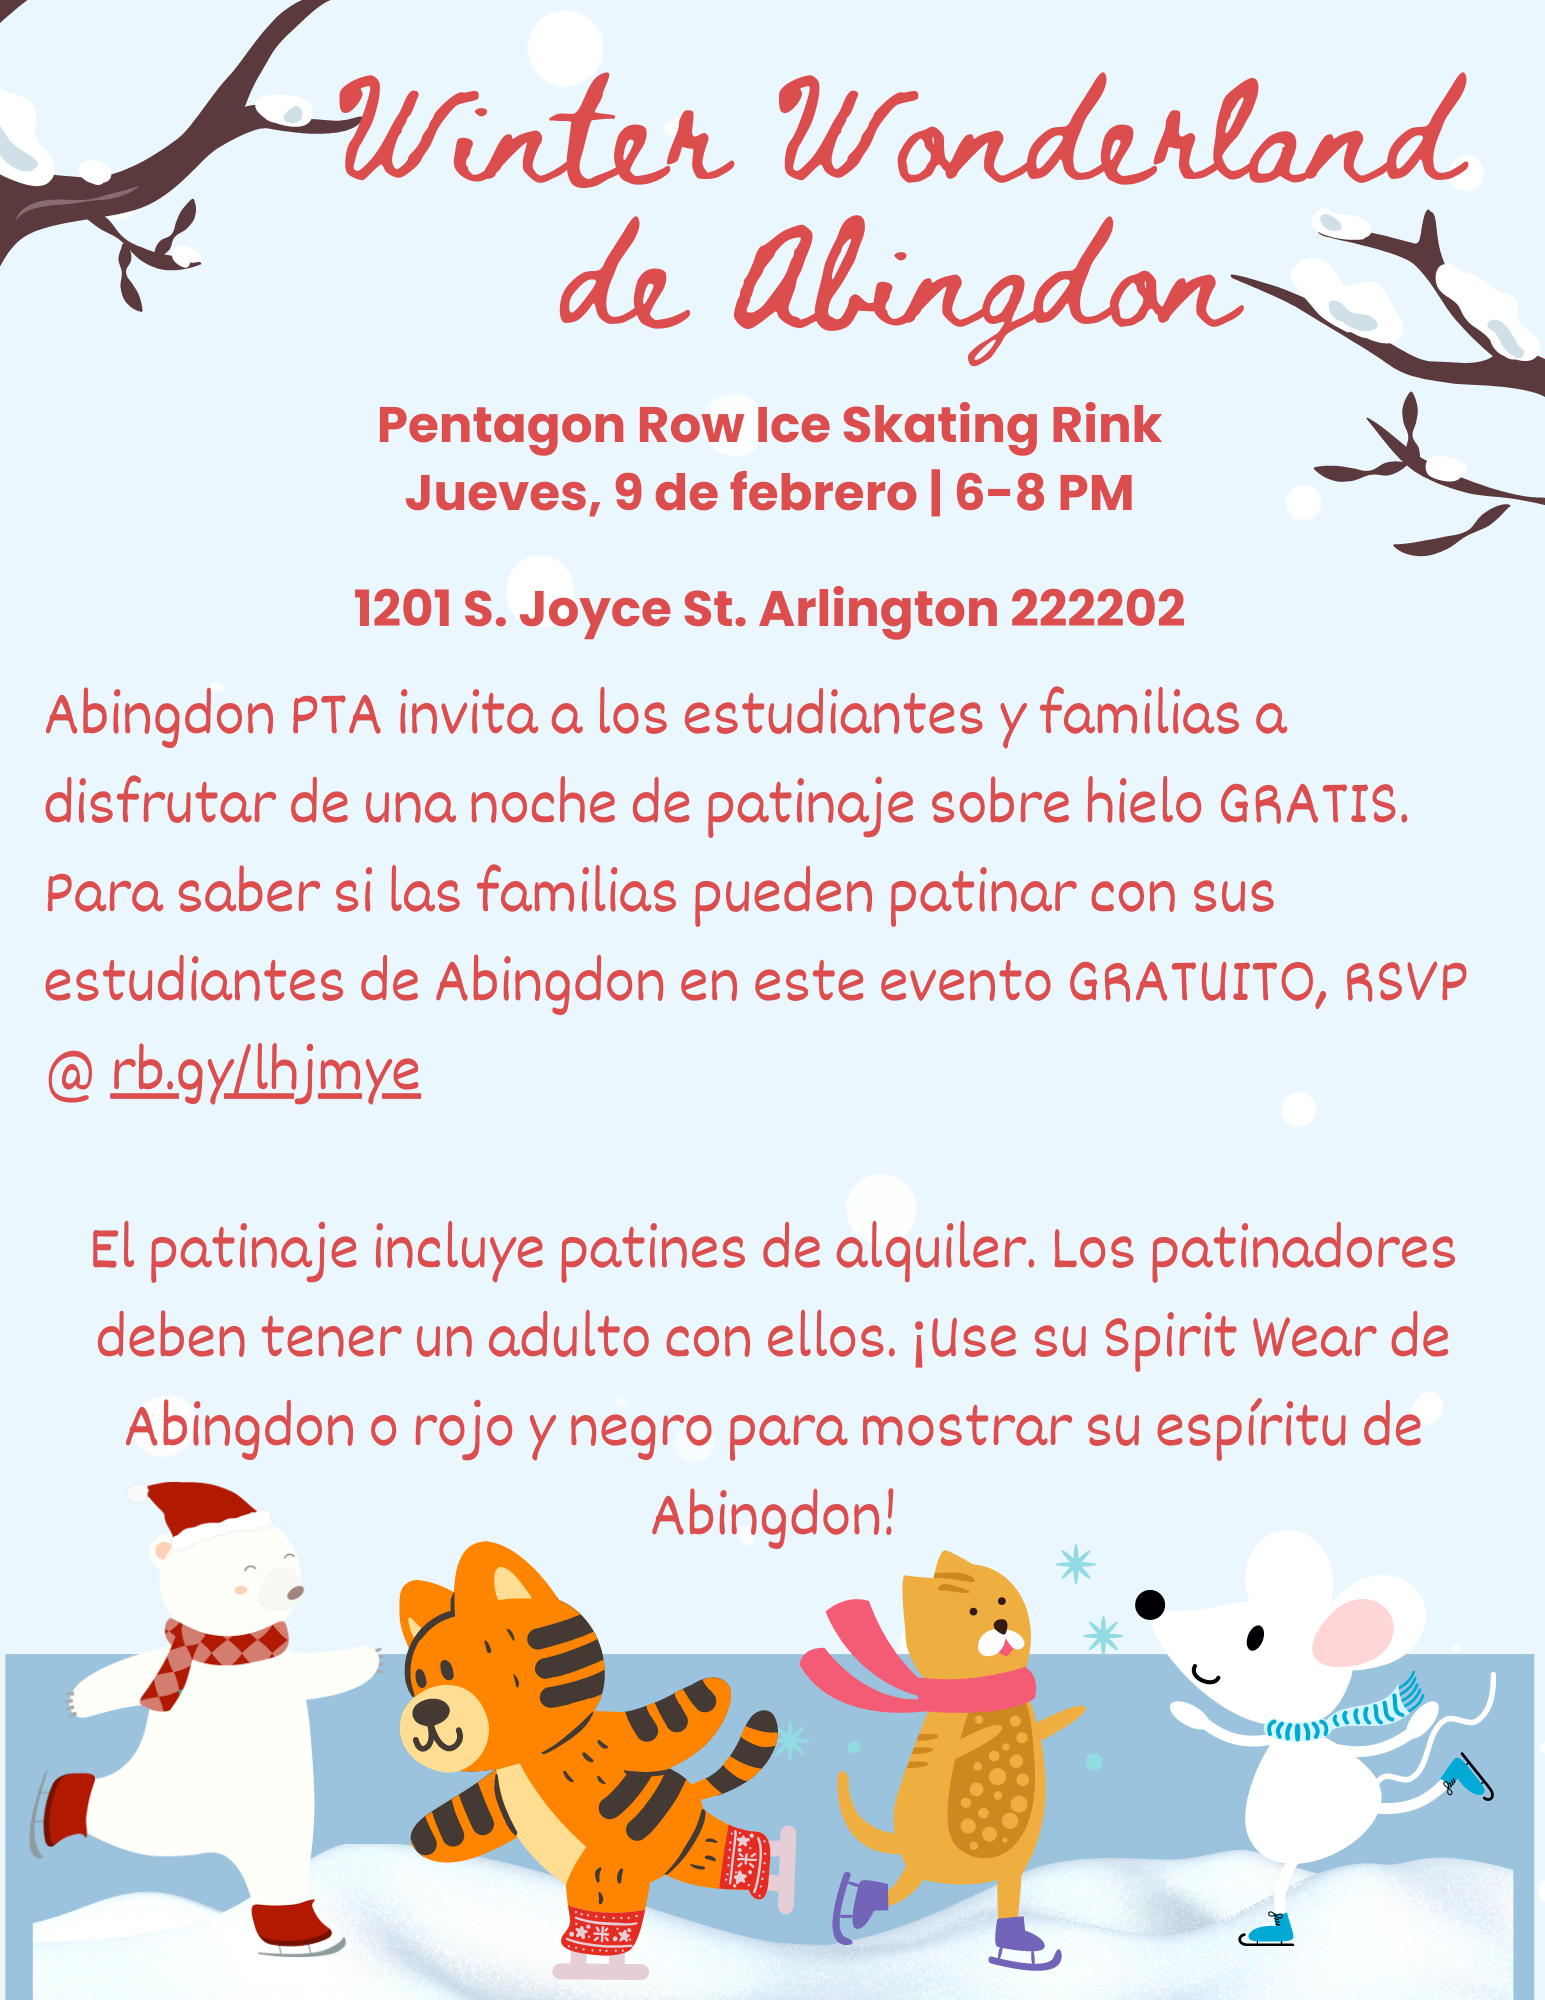 Winter Wonderland
de Abingdon
Pentagon Row Ice Skating Rink
Jueves, 9 de febrero | 6-8 PM
1201 S. Joyce St. Arlington 222202
Abingdon PTA invita a los estudiantes y familias a
disfrutar de una noche de patinaje sobre hielo GRATIS.
Para saber si las familias pueden patinar con sus
estudiantes de Abingdon en este evento GRATUITO, RSVP
@ rb.gy/lhjmye
El patinaje incluye patines de alquiler. Los patinadores
deben tener un adulto con ellos. ¡Use su Spirit Wear de
Abingdon o rojo y negro para mostrar su espíritu de
Abingdon!